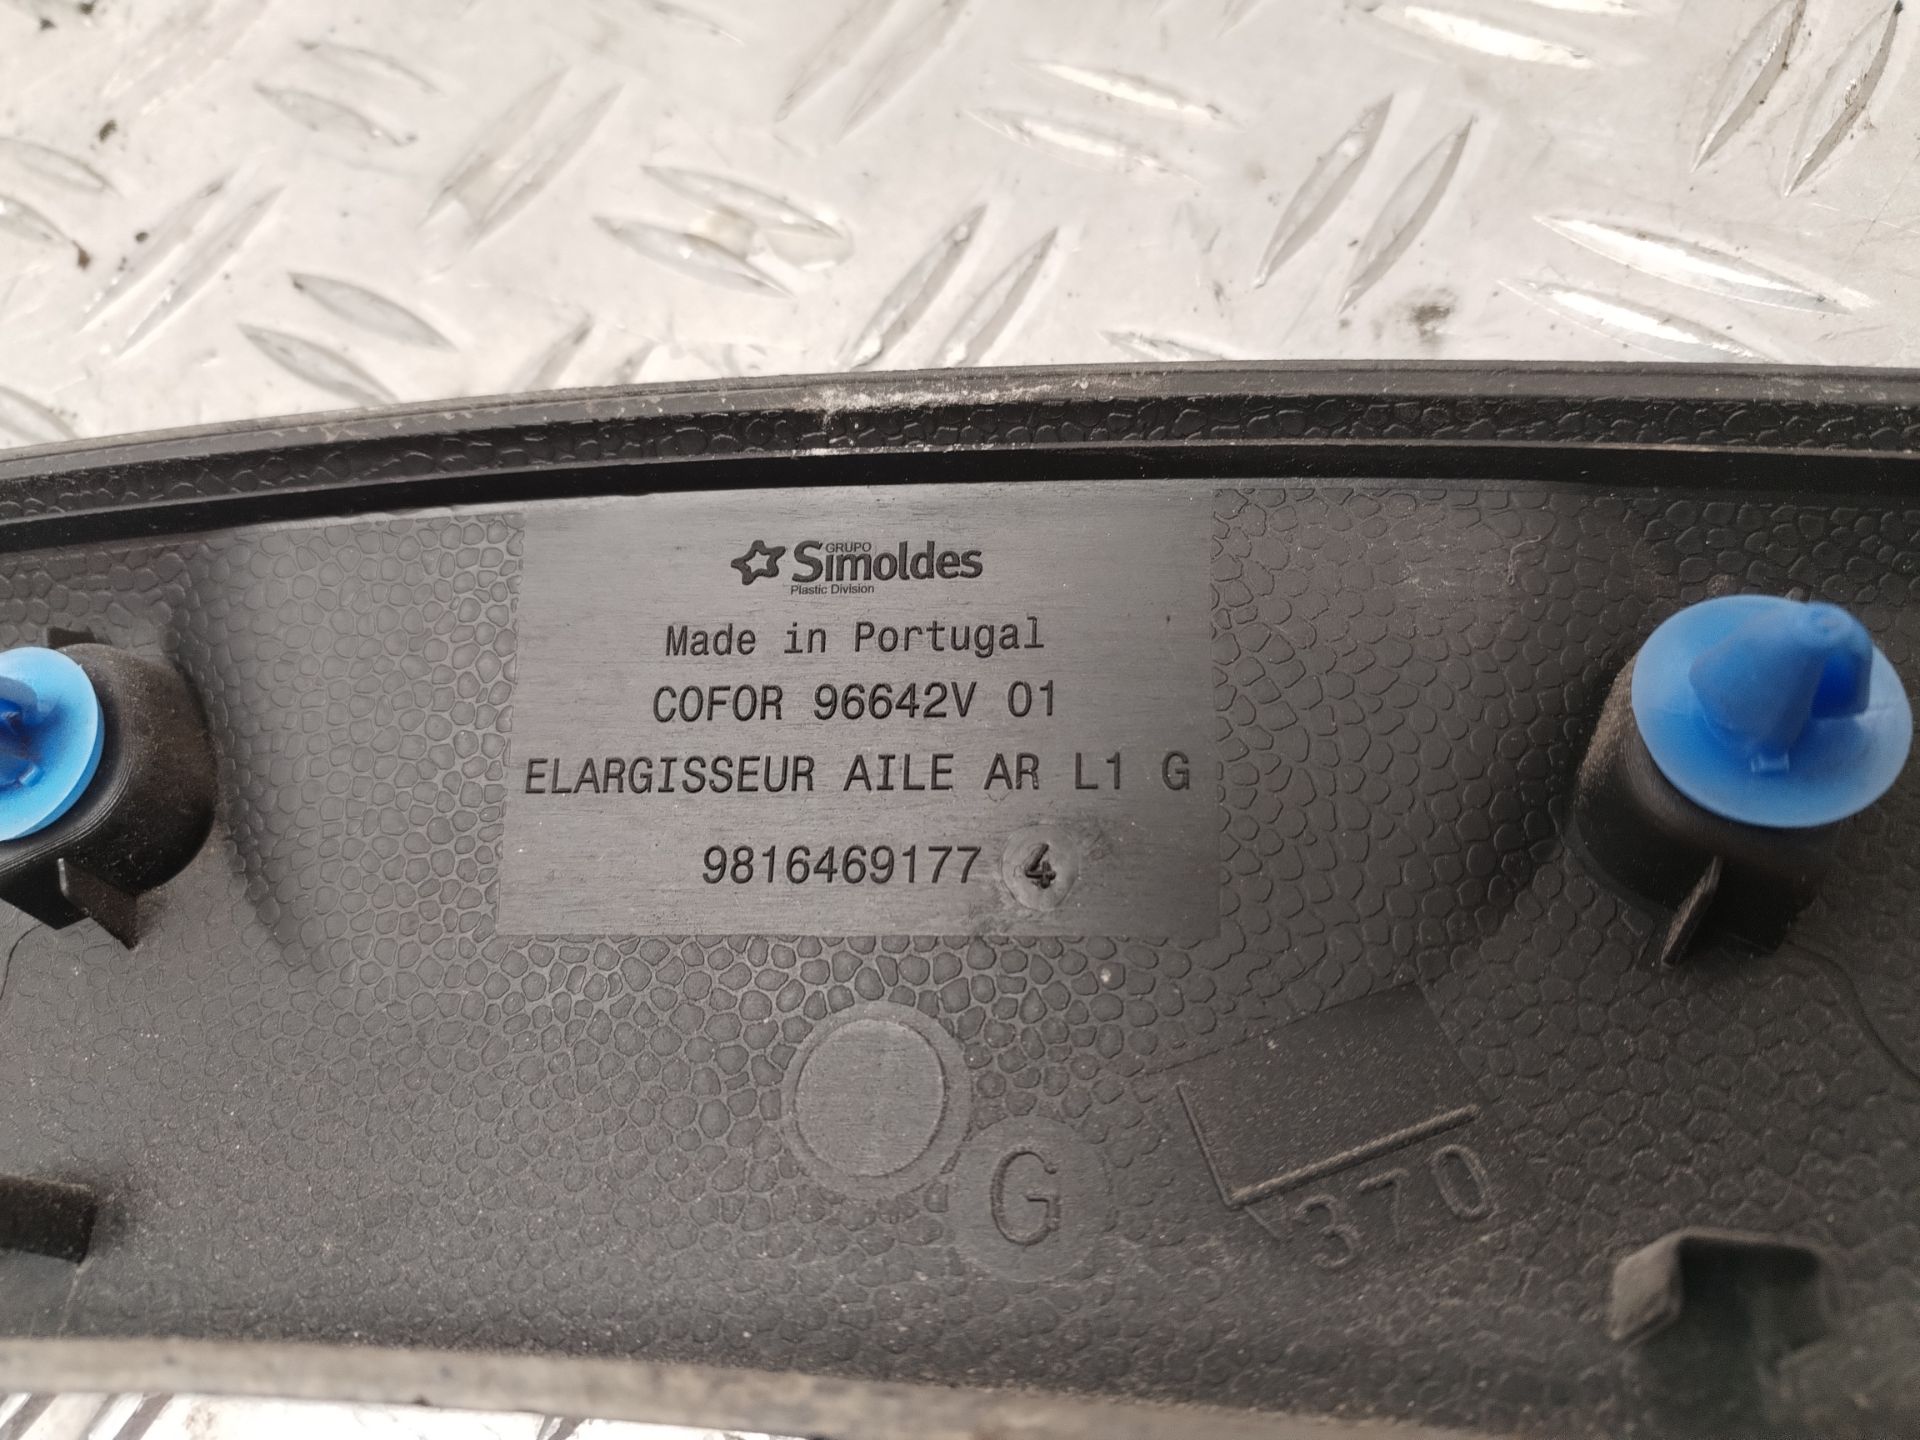 GRUPO
Simoldes
Plastic Division
Made in Portugal
COFOR 96642V 01
ELARGISSEUR AILE AR L1 G
9816469177 4
G
370